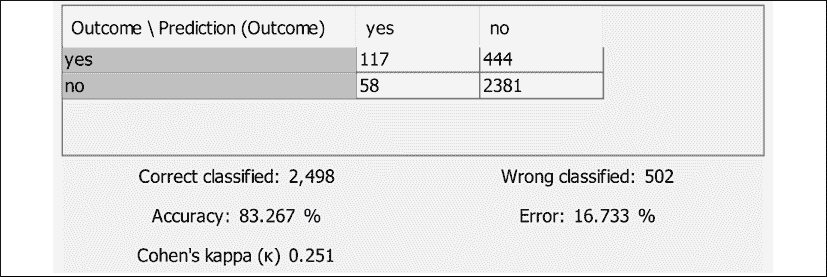 Outcome \ Prediction (Outcome) yes no
yes 117 444
no 58 2381
Correct classified: 2,498 Wrong classified: 502
Accuracy: 83.267 % Error: 16.733 %
Cohen's kappa (κ) 0.251